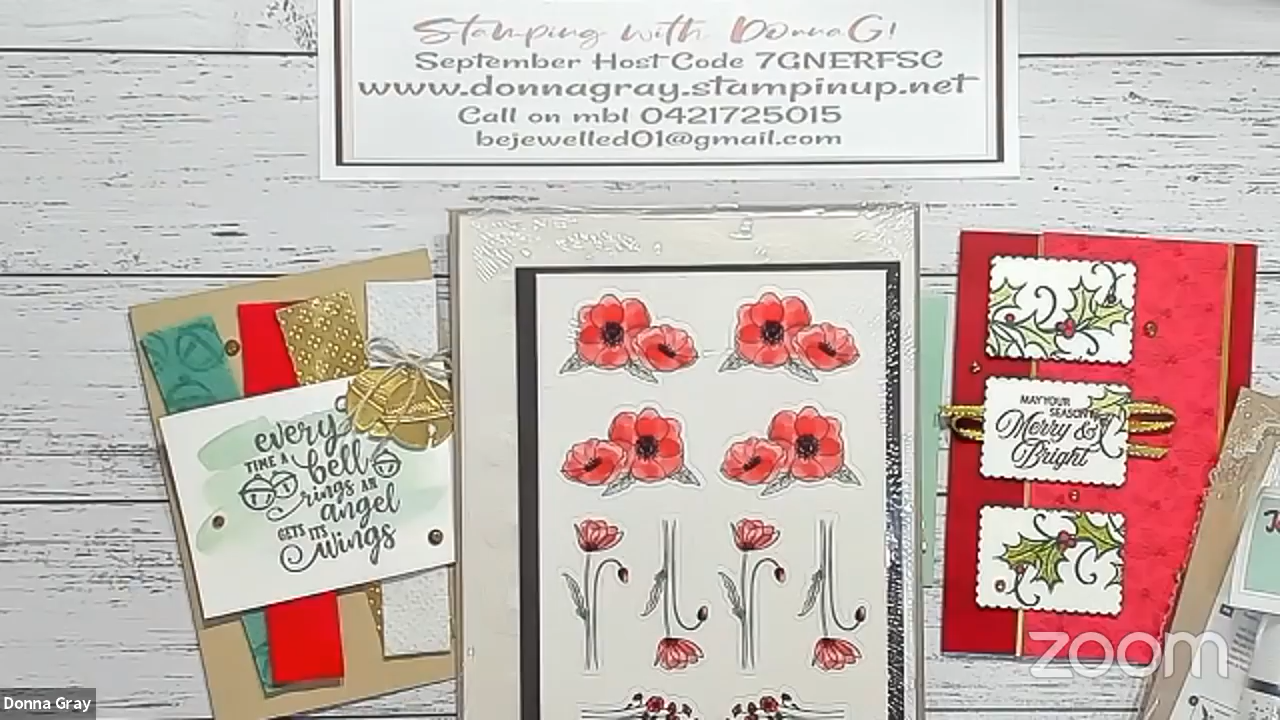 Stamping with DonnaG!
September Host Code 7GNERFSC
www.donnagray.stampinup.net
Call on mbl 0421725015
bejewelled01@gmail.com
every
TIME A bell
rings AN
angel
GETS ITS
wings
MAY YOUR
SEASON BE
Merry &
Bright
zoom
Donna Gray